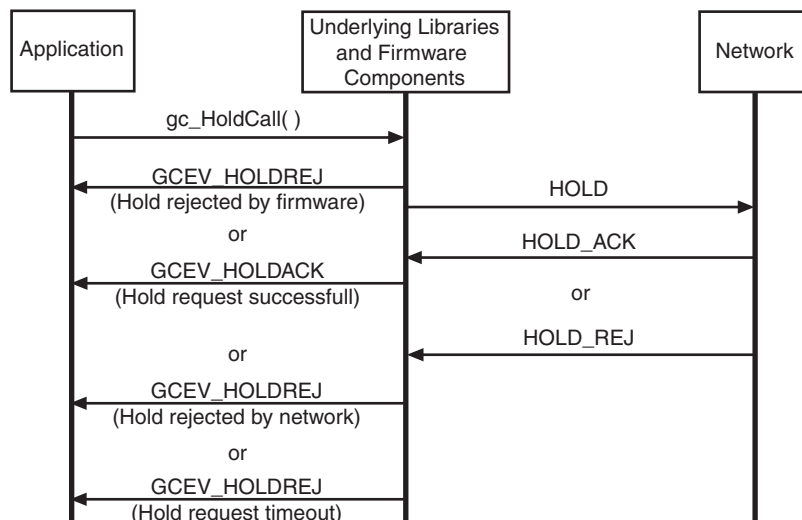 Application
Underlying Libraries
and Firmware
Components
Network
gc_HoldCall( )
GCEV_HOLDREJ
(Hold rejected by firmware)
HOLD
or
HOLD_ACK
GCEV_HOLDACK
(Hold request successfull)
or
HOLD_REJ
or
GCEV_HOLDREJ
(Hold rejected by network)
or
GCEV_HOLDREJ
(Hold request timeout)